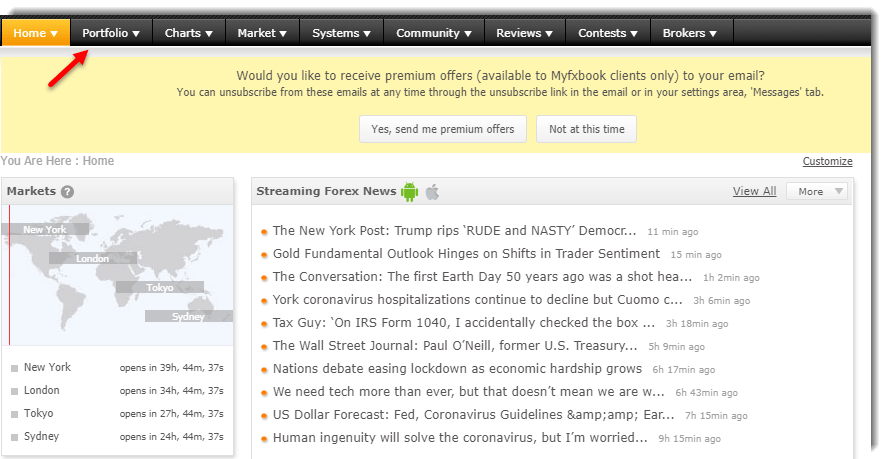 Home Portfolio Charts Market Systems Community Reviews Contests Brokers
Would you like to receive premium offers (available to Myfxbook clients only) to your email?
You can unsubscribe from these emails at any time through the unsubscribe link in the email or in your settings area, 'Messages' tab.
Yes, send me premium offers Not at this time
You Are Here : Home Customize
Markets ?
New York
London
Tokyo
Sydney
New York opens in 39h, 44m, 37s
London opens in 34h, 44m, 37s
Tokyo opens in 27h, 44m, 37s
Sydney opens in 24h, 44m, 37s
Streaming Forex News View All More
The New York Post: Trump rips ‘RUDE and NASTY’ Democr... 11 min ago
Gold Fundamental Outlook Hinges on Shifts in Trader Sentiment 15 min ago
The Conversation: The first Earth Day 50 years ago was a shot hea... 1h 2min ago
York coronavirus hospitalizations continue to decline but Cuomo c... 3h 6min ago
Tax Guy: ‘On IRS Form 1040, I accidentally checked the box ... 3h 18min ago
The Wall Street Journal: Paul O’Neill, former U.S. Treasury... 5h 9min ago
Nations debate easing lockdown as economic hardship grows 6h 17min ago
We need tech more than ever, but that doesn’t mean we are w... 6h 43min ago
US Dollar Forecast: Fed, Coronavirus Guidelines &amp;amp; Ear... 7h 15min ago
Human ingenuity will solve the coronavirus, but I’m worried... 9h 15min ago